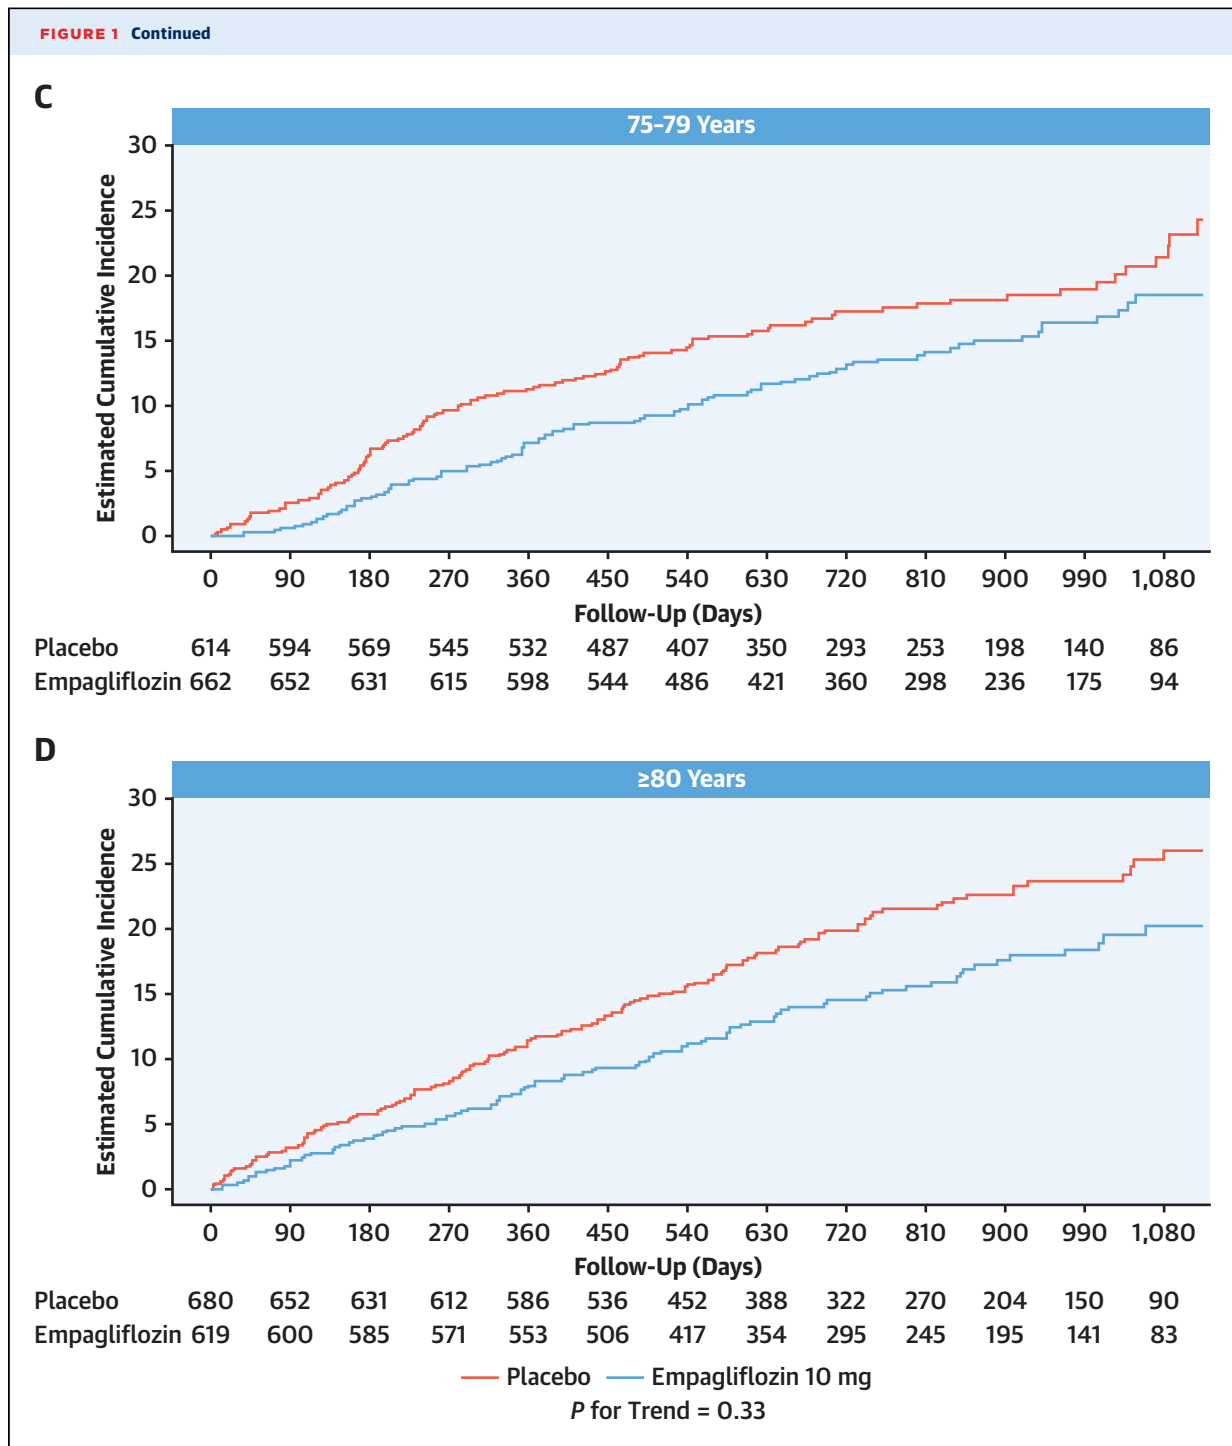 FIGURE 1 Continued
C
75–79 Years
30
25
20
15
10
5
0
Estimated Cumulative Incidence
0 90 180 270 360 450 540 630 720 810 900 990 1,080
Follow-Up (Days)
Placebo 614 594 569 545 532 487 407 350 293 253 198 140 86
Empagliflozin 662 652 631 615 598 544 486 421 360 298 236 175 94
D
≥80 Years
30
25
20
15
10
5
0
Estimated Cumulative Incidence
0 90 180 270 360 450 540 630 720 810 900 990 1,080
Follow-Up (Days)
Placebo 680 652 631 612 586 536 452 388 322 270 204 150 90
Empagliflozin 619 600 585 571 553 506 417 354 295 245 195 141 83
Placebo Empagliflozin 10 mg
P for Trend = 0.33